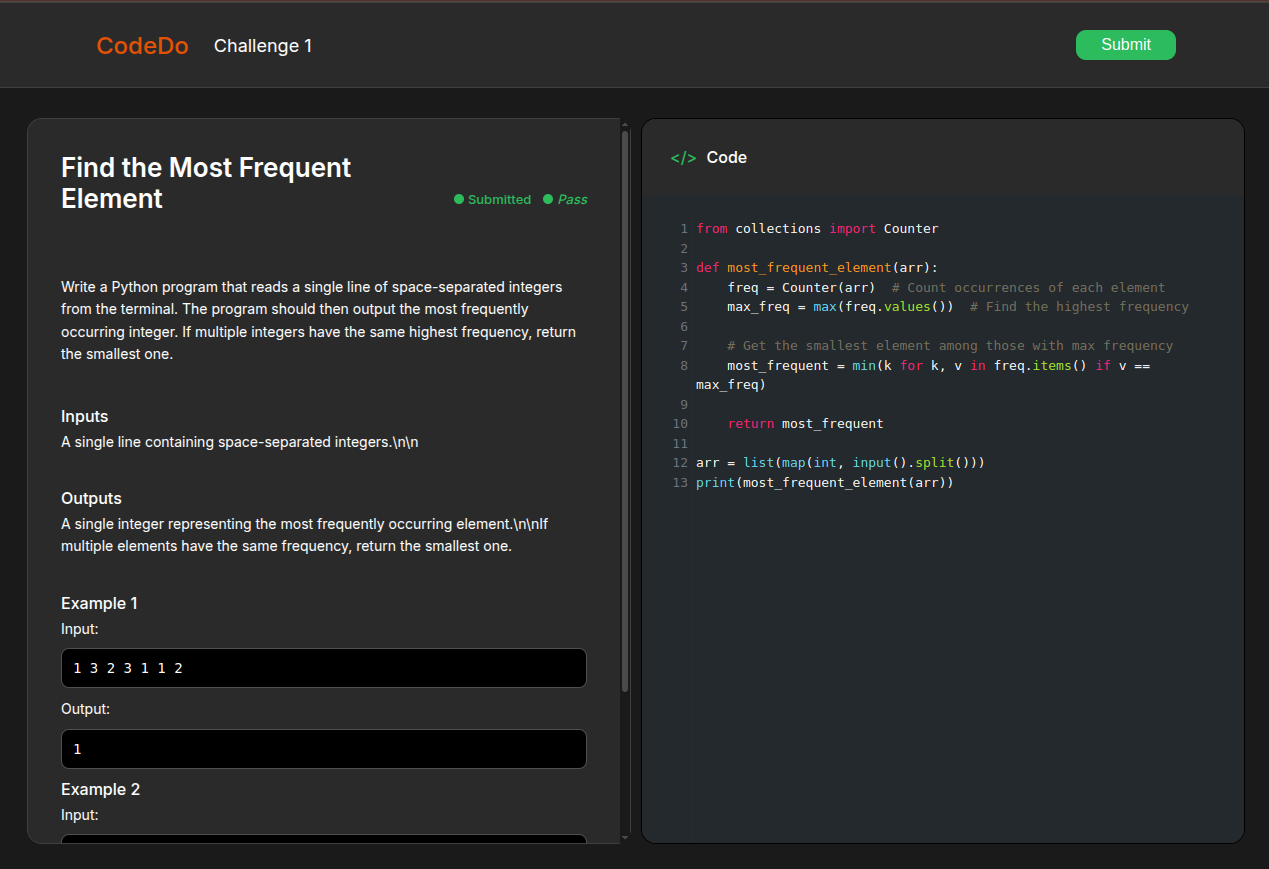 CodeDo
Challenge 1
Submit
Find the Most Frequent
Element
Submitted
Pass
Write a Python program that reads a single line of space-separated integers
from the terminal. The program should then output the most frequently
occurring integer. If multiple integers have the same highest frequency, return
the smallest one.
Inputs
A single line containing space-separated integers.\n\n
Outputs
A single integer representing the most frequently occurring element.\n\nIf
multiple elements have the same frequency, return the smallest one.
Example 1
Input:
1 3 2 3 1 1 2
Output:
1
Example 2
Input:
</> Code
1 from collections import Counter
2
3 def most_frequent_element(arr):
4     freq = Counter(arr)  # Count occurrences of each element
5     max_freq = max(freq.values())  # Find the highest frequency
6
7     # Get the smallest element among those with max frequency
8     most_frequent = min(k for k, v in freq.items() if v ==
max_freq)
9
10     return most_frequent
11
12 arr = list(map(int, input().split()))
13 print(most_frequent_element(arr))